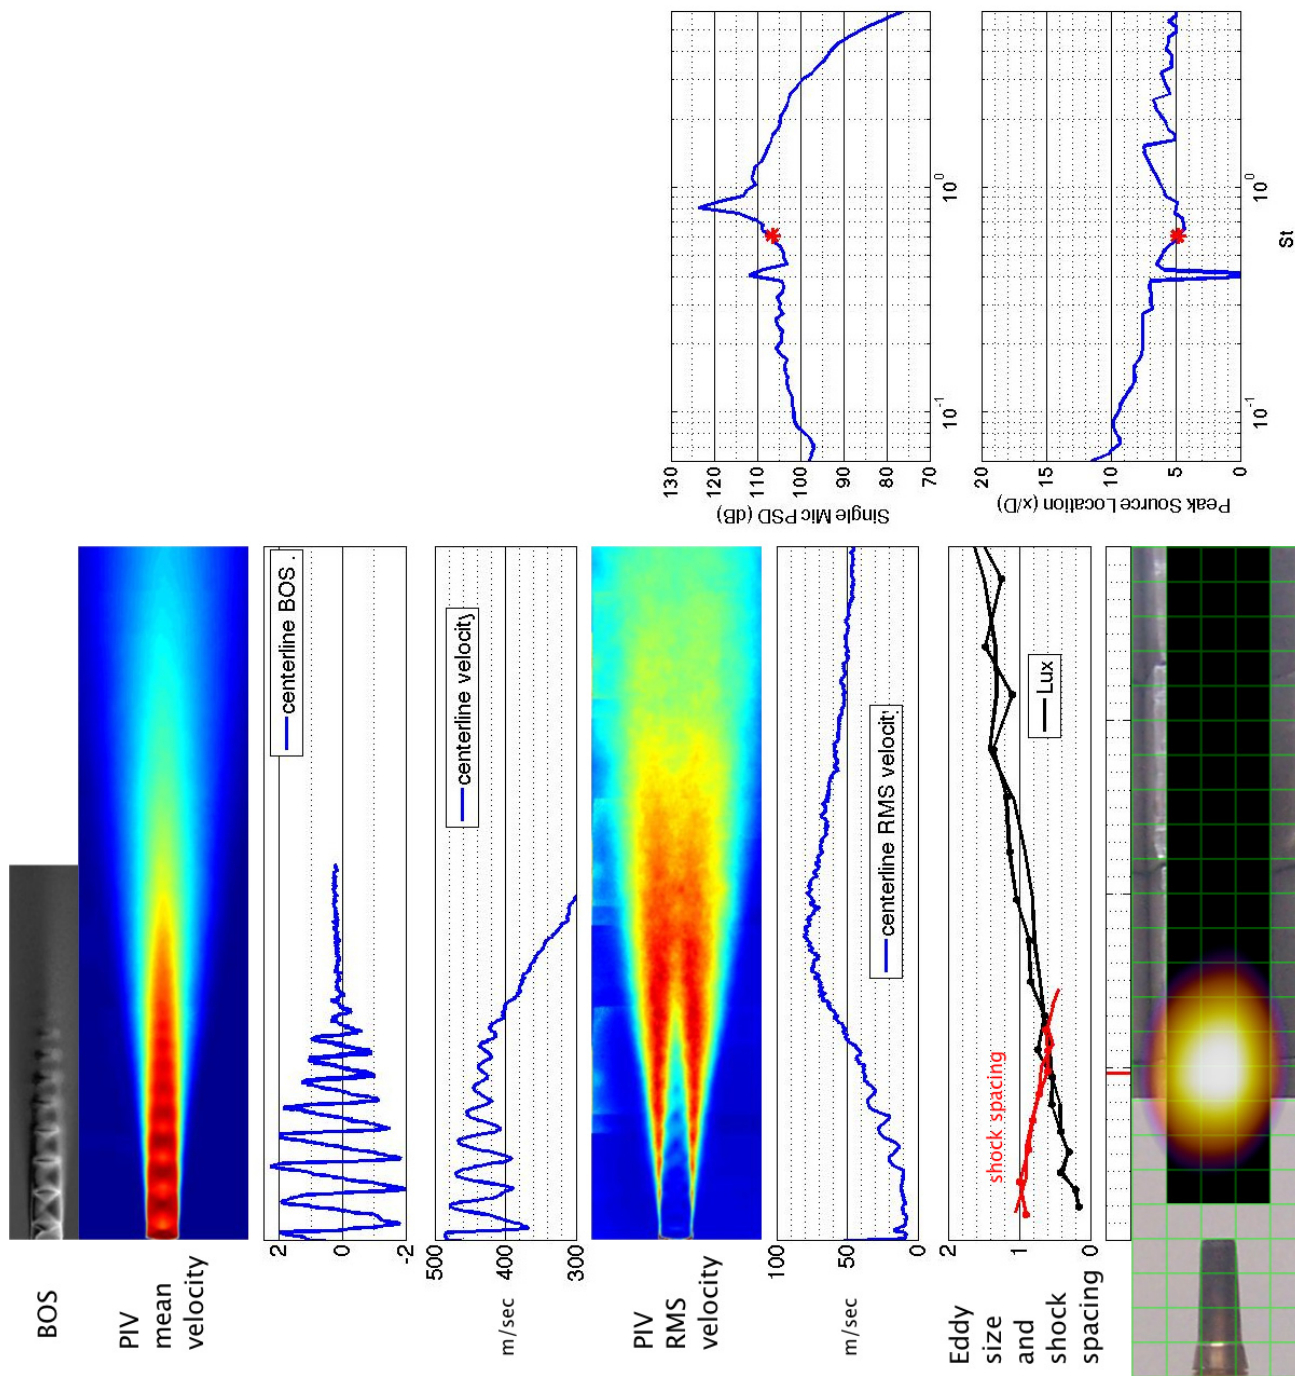 BOS
PIV
mean
velocity
2
0
-2
centerline BOS .
500
400
300
m/sec
centerline velocity
PIV
RMS
velocity
100
50
0
m/sec
centerline RMS velocity
Eddy
size
and
shock
spacing
2
1
0
shock spacing
Lux
130
120
110
100
90
80
70
Single Mic PSD (dB)
10-1
100
20
15
10
5
0
Peak Source Location (x/D)
10-1
100
St